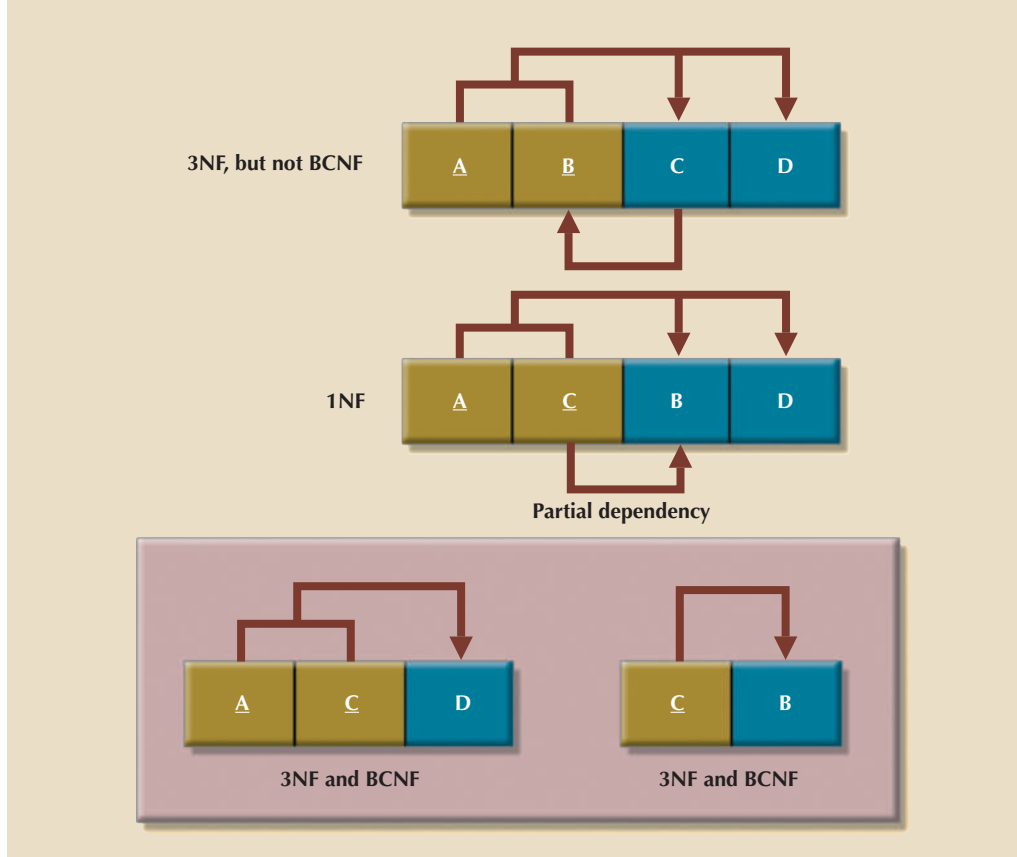 3NF, but not BCNF A B C D
1NF A C B D
Partial dependency
A C D C B
3NF and BCNF 3NF and BCNF